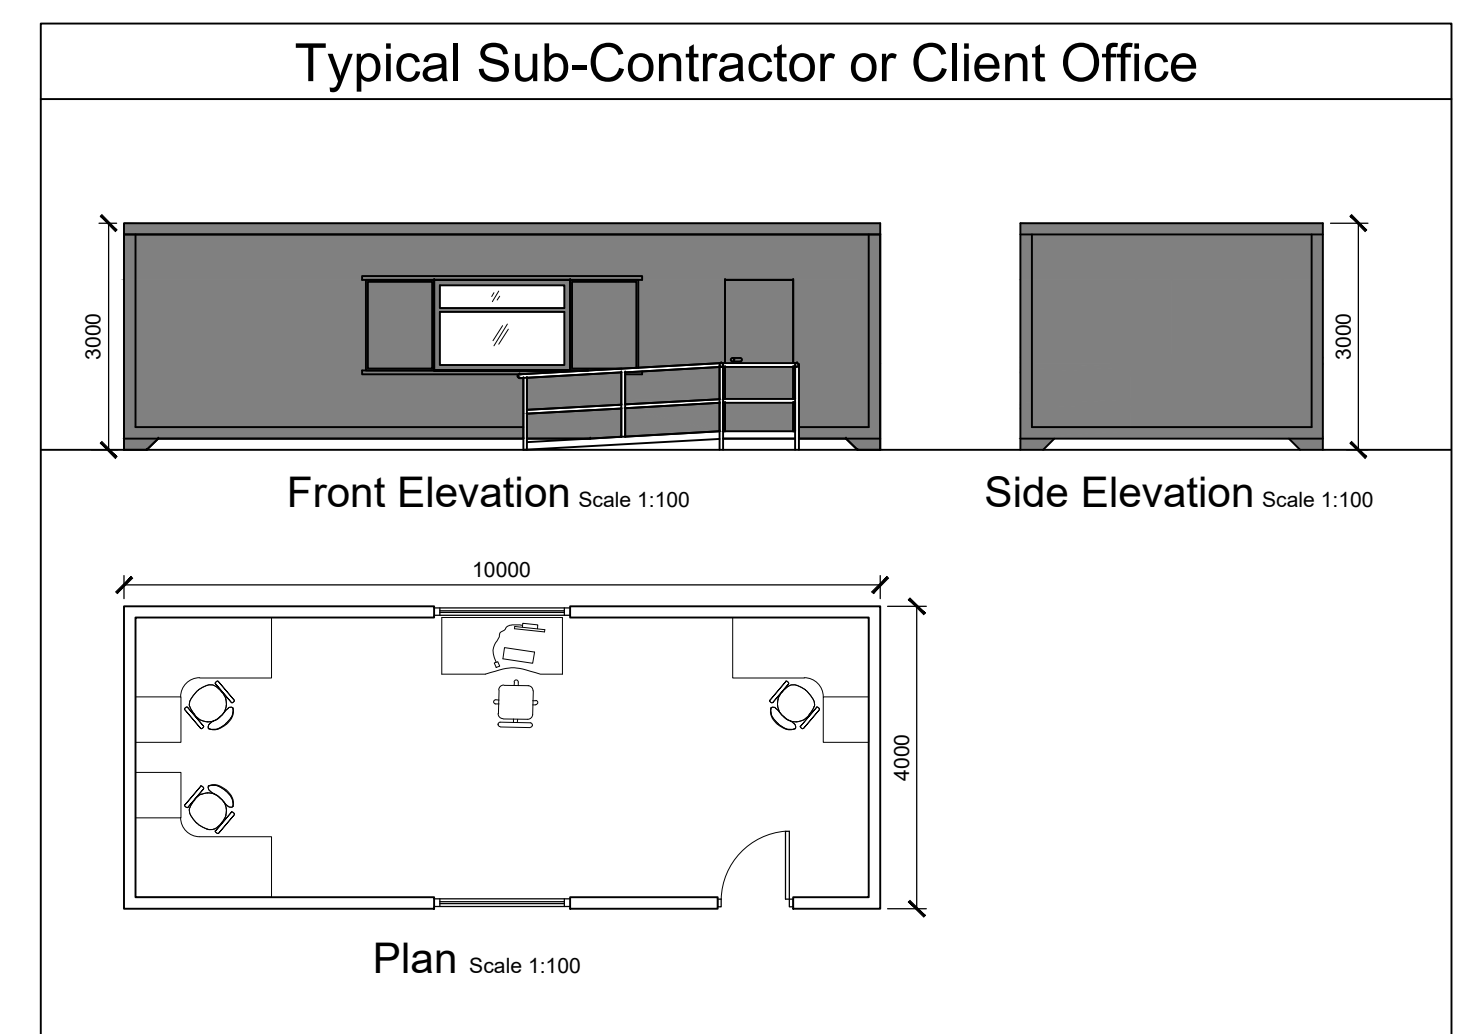 Typical Sub-Contractor or Client Office
3000
3000
Front Elevation Scale 1:100
Side Elevation Scale 1:100
10000
4000
Plan Scale 1:100